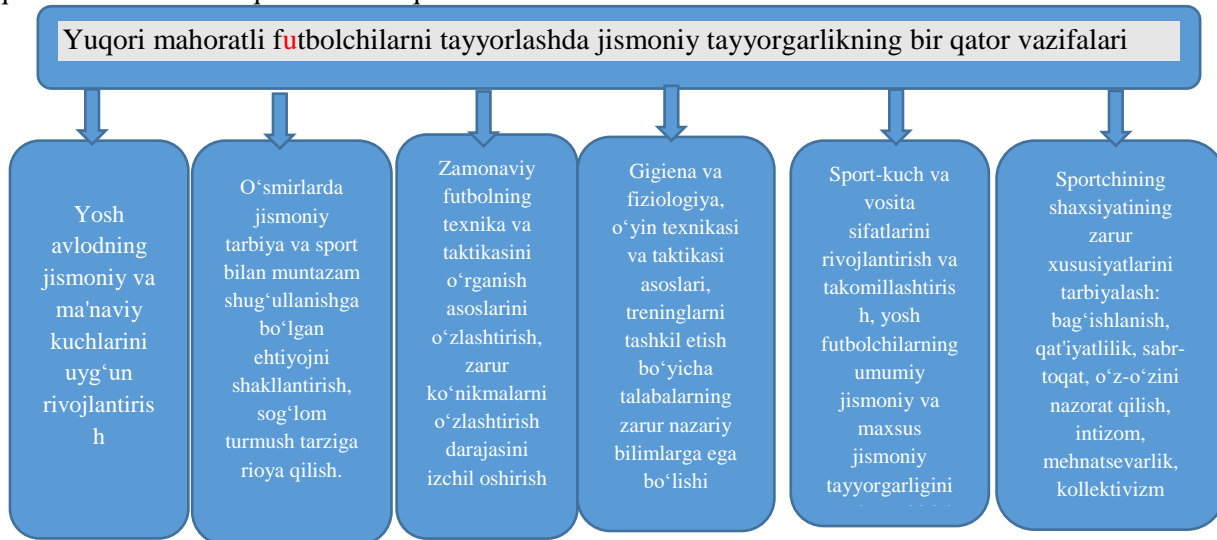 Yuqori mahoratli futbolchilarni tayyorlashda jismoniy tayyorgarlikning bir qator vazifalari
Yosh
avlodning
jismoniy va
ma'naviy
kuchlarini
uyg‘un
rivojlantiris
h
O‘smirlarda
jismoniy
tarbiya va sport
bilan muntazam
shug‘ullanishga
bo‘lgan
ehtiyojni
shakllantirish,
sog‘lom
turmush tarziga
rioya qilish.
Zamonaviy
futbolning
texnika va
taktikasini
o‘rganish
asoslarini
o‘zlashtirish,
zarur
ko‘nikmalarni
o‘zlashtirish
darajasini
izchil oshirish
Gigiena va
fiziologiya,
o‘yin texnikasi
va taktikasi
asoslari,
treninglarni
tashkil etish
bo‘yicha
talabalarning
zarur nazariy
bilimlarga ega
bo‘lishi
Sport-kuch va
vosita
sifatlarini
rivojlantirish va
takomillashtiris
h, yosh
futbolchilarning
umumiy
jismoniy va
maxsus
jismoniy
tayyorgarligini
Sportchining
shaxsiyatining
zarur
xususiyatlarini
tarbiyalash:
bag‘ishlanish,
qat'iyatlilik, sabr-
toqat, o‘z-o‘zini
nazorat qilish,
intizom,
mehnatsevarlik,
kollektivizm